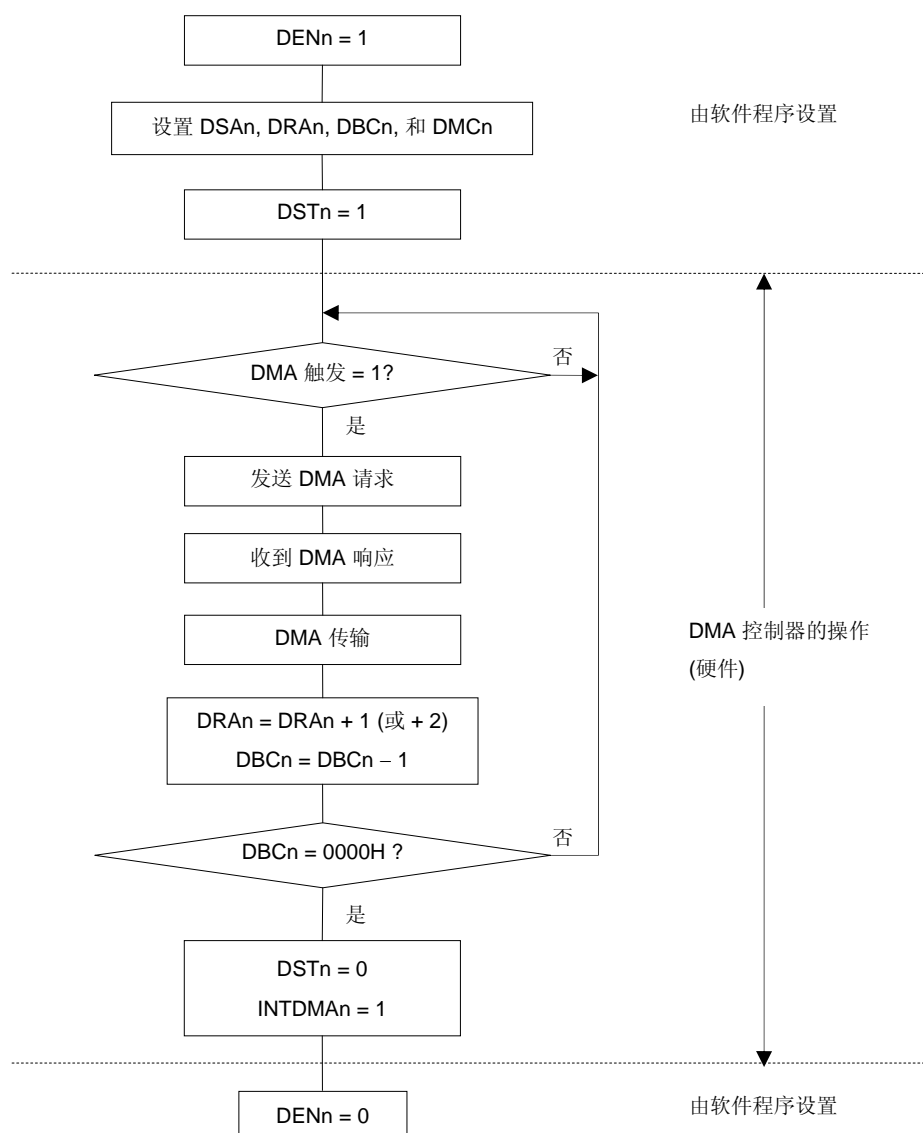 DENn = 1
设置 DSAn, DRAn, DBCn, 和 DMCn
由软件程序设置
DSTn = 1
DMA 触发 = 1?
否
是
发送 DMA 请求
收到 DMA 响应
DMA 传输
DMA 控制器的操作
(硬件)
DRAn = DRAn + 1 (或 + 2)
DBCn = DBCn − 1
DBCn = 0000H ?
否
是
DSTn = 0
INTDMAn = 1
DENn = 0
由软件程序设置